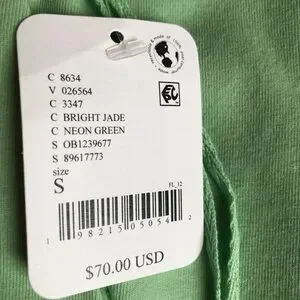 C 8634
V 026564
C 3347
C BRIGHT JADE
C NEON GREEN
S OB1239677
S 89617773
size
S
FL_12
1 98215 05054 2
$70.00 USD